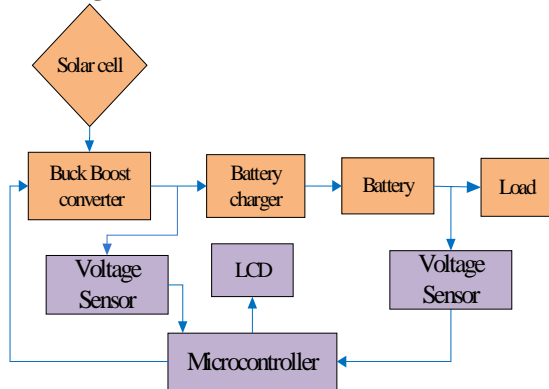 Solar cell
Buck Boost
converter
Battery
charger
Battery
Load
Voltage
Sensor
LCD
Voltage
Sensor
Microcontroller